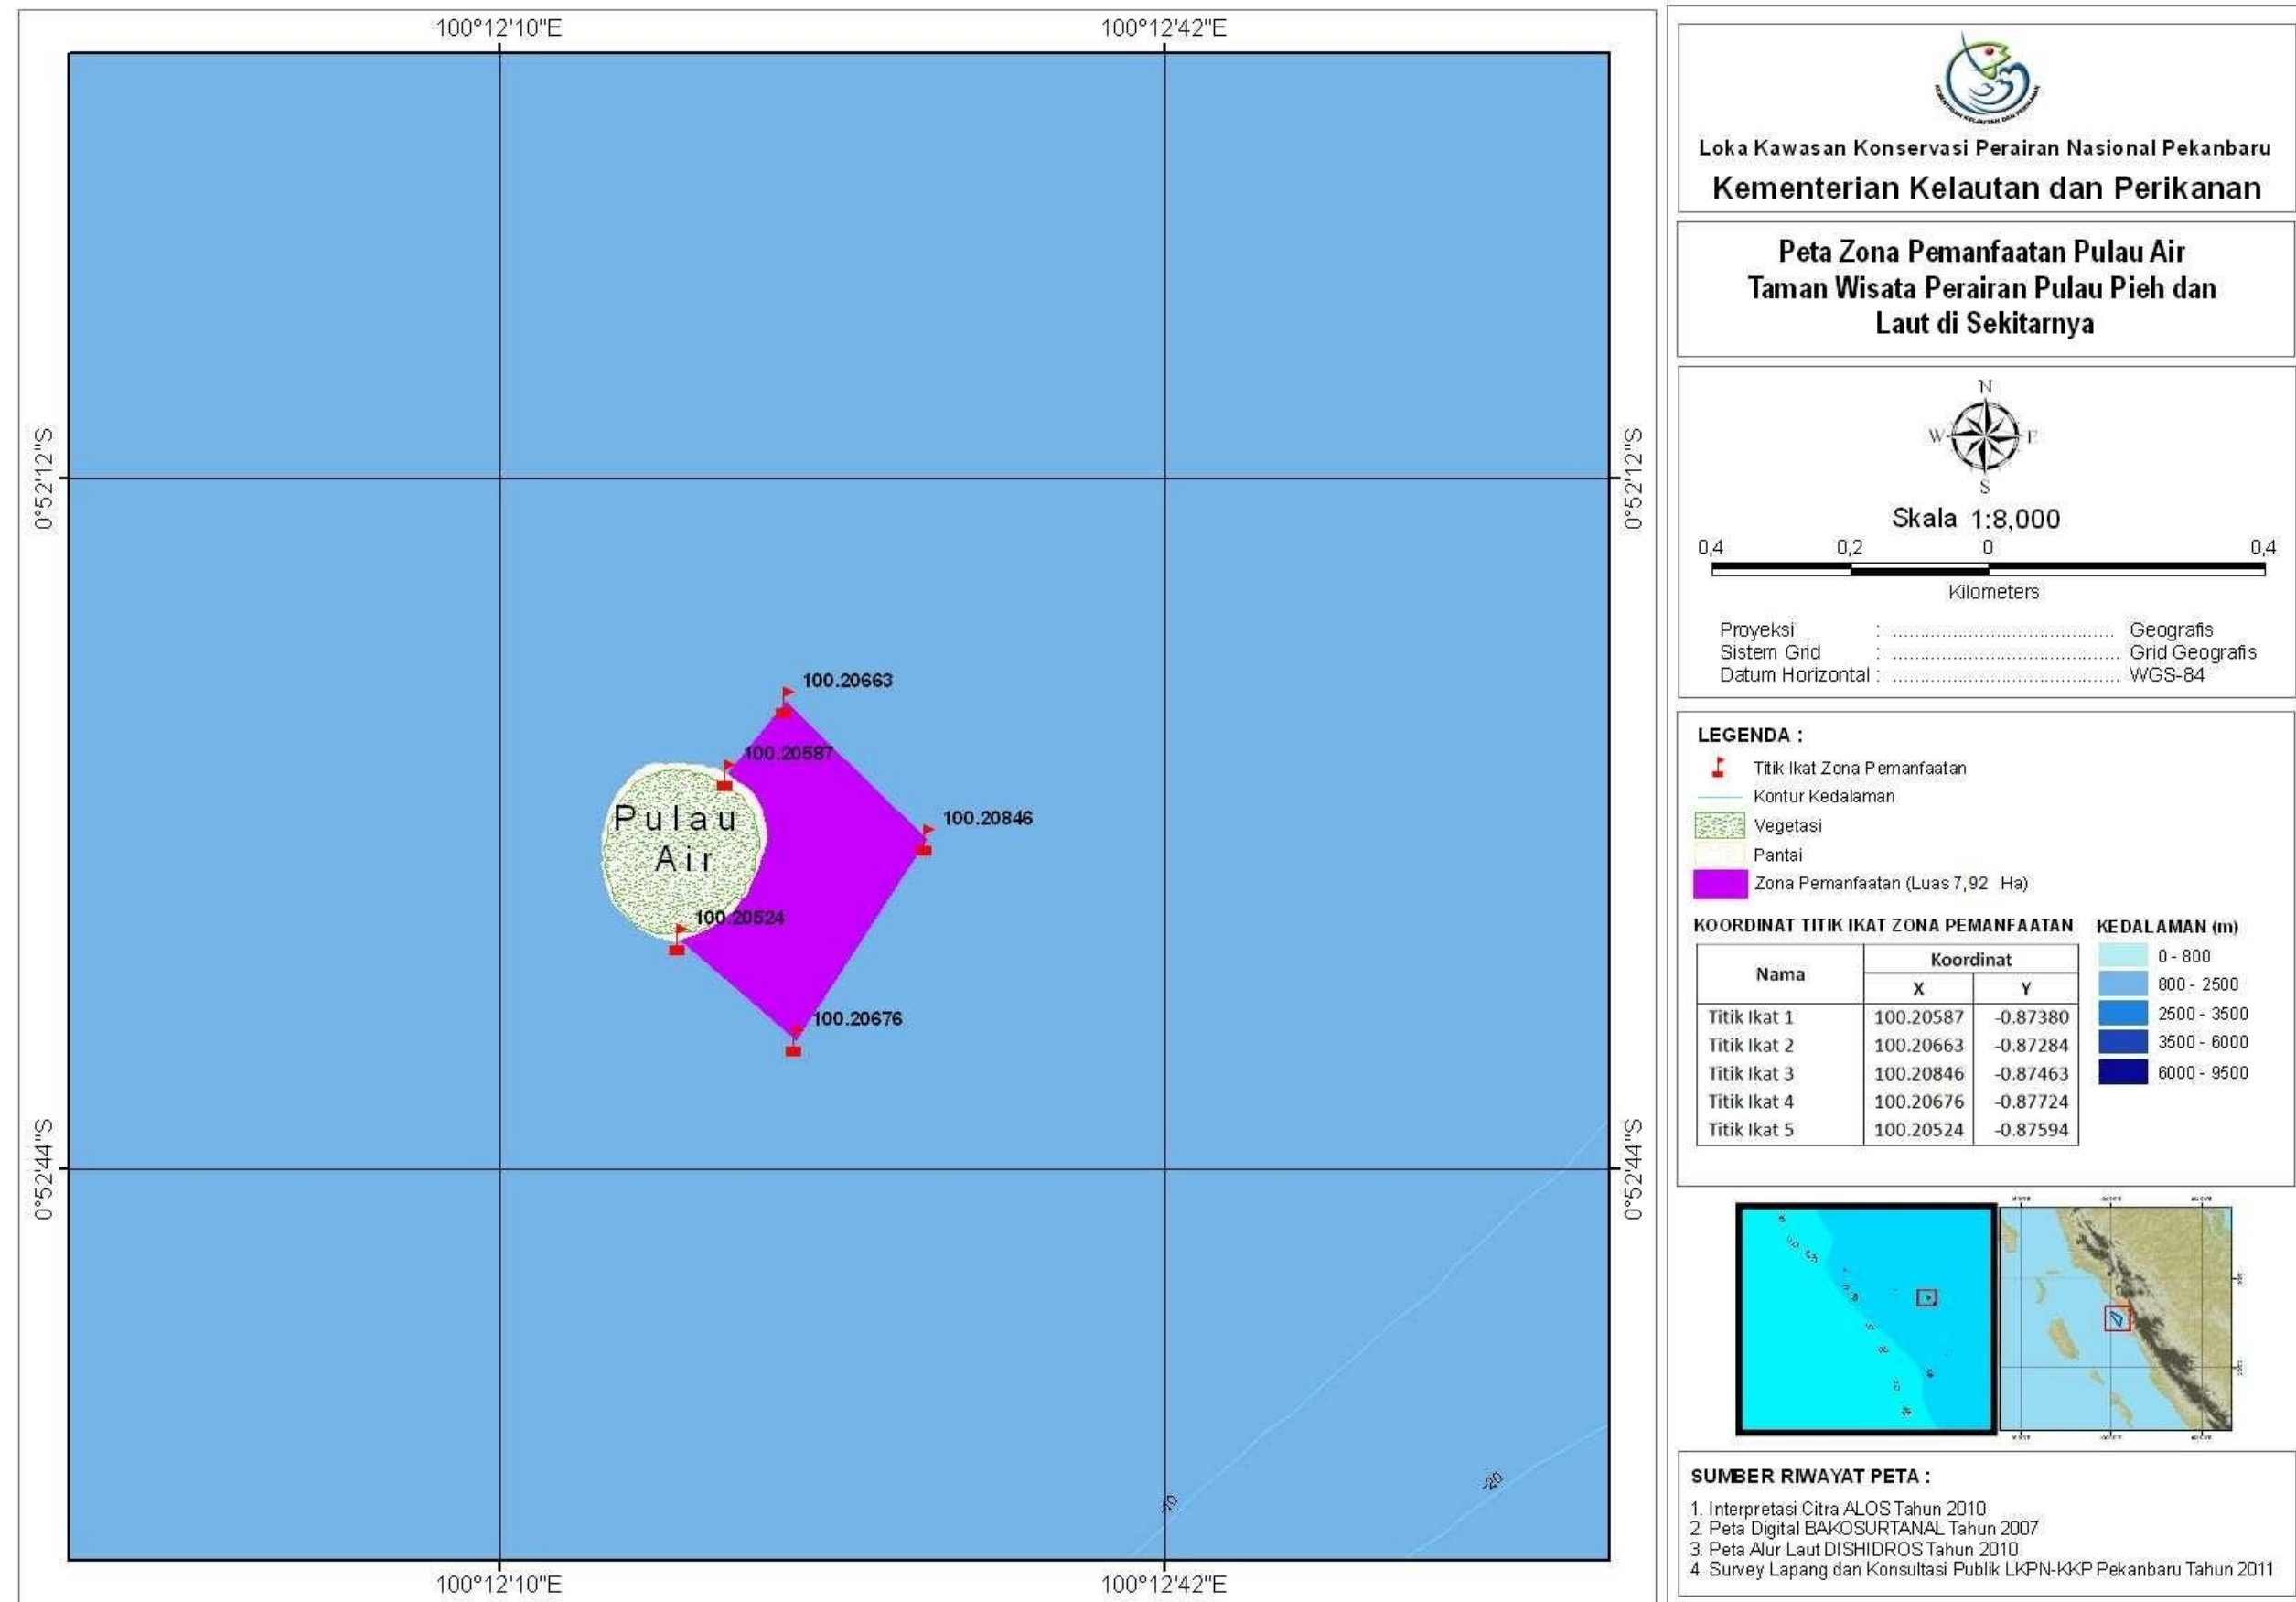 100°12'10"E
100°12'42"E
0°52'12"S
0°52'12"S
100.20663
100.20587
Pulau
Air
100.20846
100.20524
100.20676
0°52'44"S
0°52'44"S
-20
100°12'10"E
100°12'42"E
KEMENTRIAN KELAUTAN DAN PERIKANAN
Loka Kawasan Konservasi Perairan Nasional Pekanbaru
Kementerian Kelautan dan Perikanan
Peta Zona Pemanfaatan Pulau Air
Taman Wisata Perairan Pulau Pieh dan
Laut di Sekitarnya
N
W E
S
Skala 1:8,000
0,4 0,2 0 0,4
Kilometers
Proyeksi : ........................................ Geografis
Sistem Grid : ........................................ Grid Geografis
Datum Horizontal : ........................................ WGS-84
LEGENDA :
Titik Ikat Zona Pemanfaatan
Kontur Kedalaman
Vegetasi
Pantai
Zona Pemanfaatan (Luas 7,92 Ha)
KOORDINAT TITIK IKAT ZONA PEMANFAATAN
Nama Koordinat
X Y
Titik Ikat 1 100.20587 -0.87380
Titik Ikat 2 100.20663 -0.87284
Titik Ikat 3 100.20846 -0.87463
Titik Ikat 4 100.20676 -0.87724
Titik Ikat 5 100.20524 -0.87594
KEDALAMAN (m)
0 - 800
800 - 2500
2500 - 3500
3500 - 6000
6000 - 9500
SUMBER RIWAYAT PETA :
1. Interpretasi Citra ALOS Tahun 2010
2. Peta Digital BAKOSURTANAL Tahun 2007
3. Peta Alur Laut DISHIDROS Tahun 2010
4. Survey Lapang dan Konsultasi Publik LKPN-KKP Pekanbaru Tahun 2011